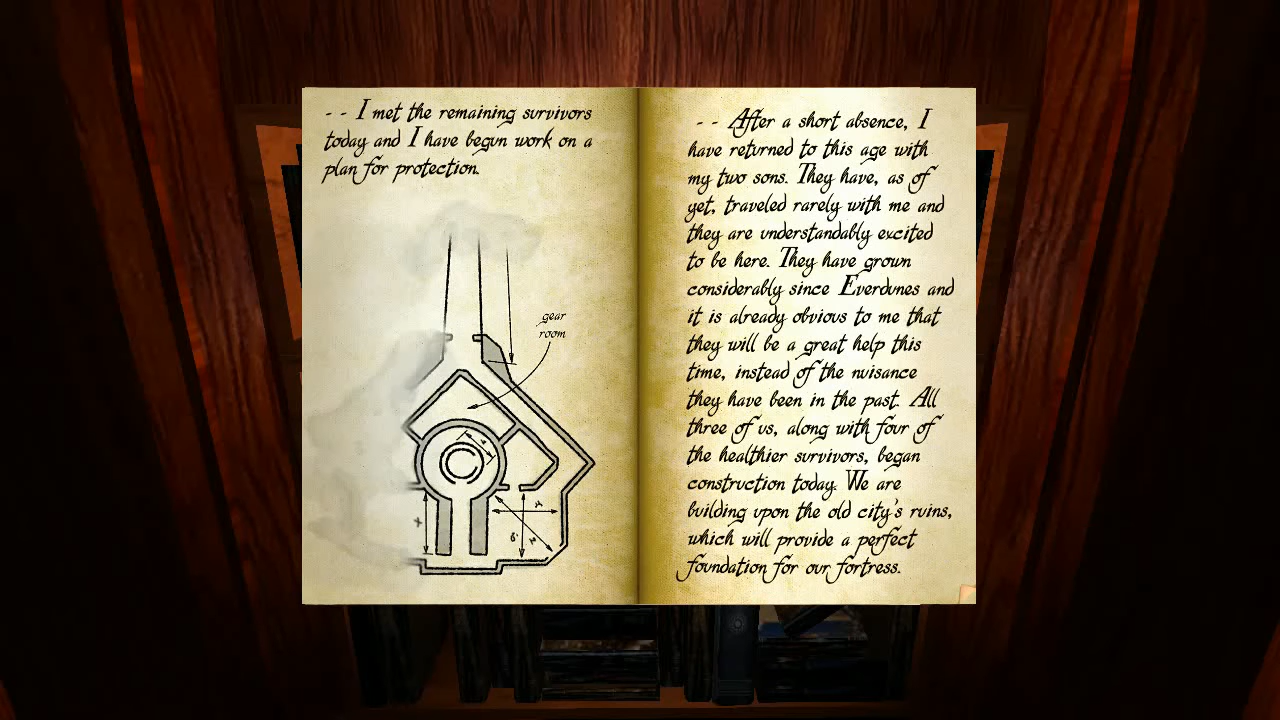 - - I met the remaining survivors
today and I have begun work on a
plan for protection.
gear
room
- - After a short absence, I
have returned to this age with
my two sons. They have, as of
yet, traveled rarely with me and
they are understandably excited
to be here. They have grown
considerably since Everdunes and
it is already obvious to me that
they will be a great help this
time, instead of the nuisance
they have been in the past. All
three of us, along with four of
the healthier survivors, began
construction today. We are
building upon the old city's ruins,
which will provide a perfect
foundation for our fortress.